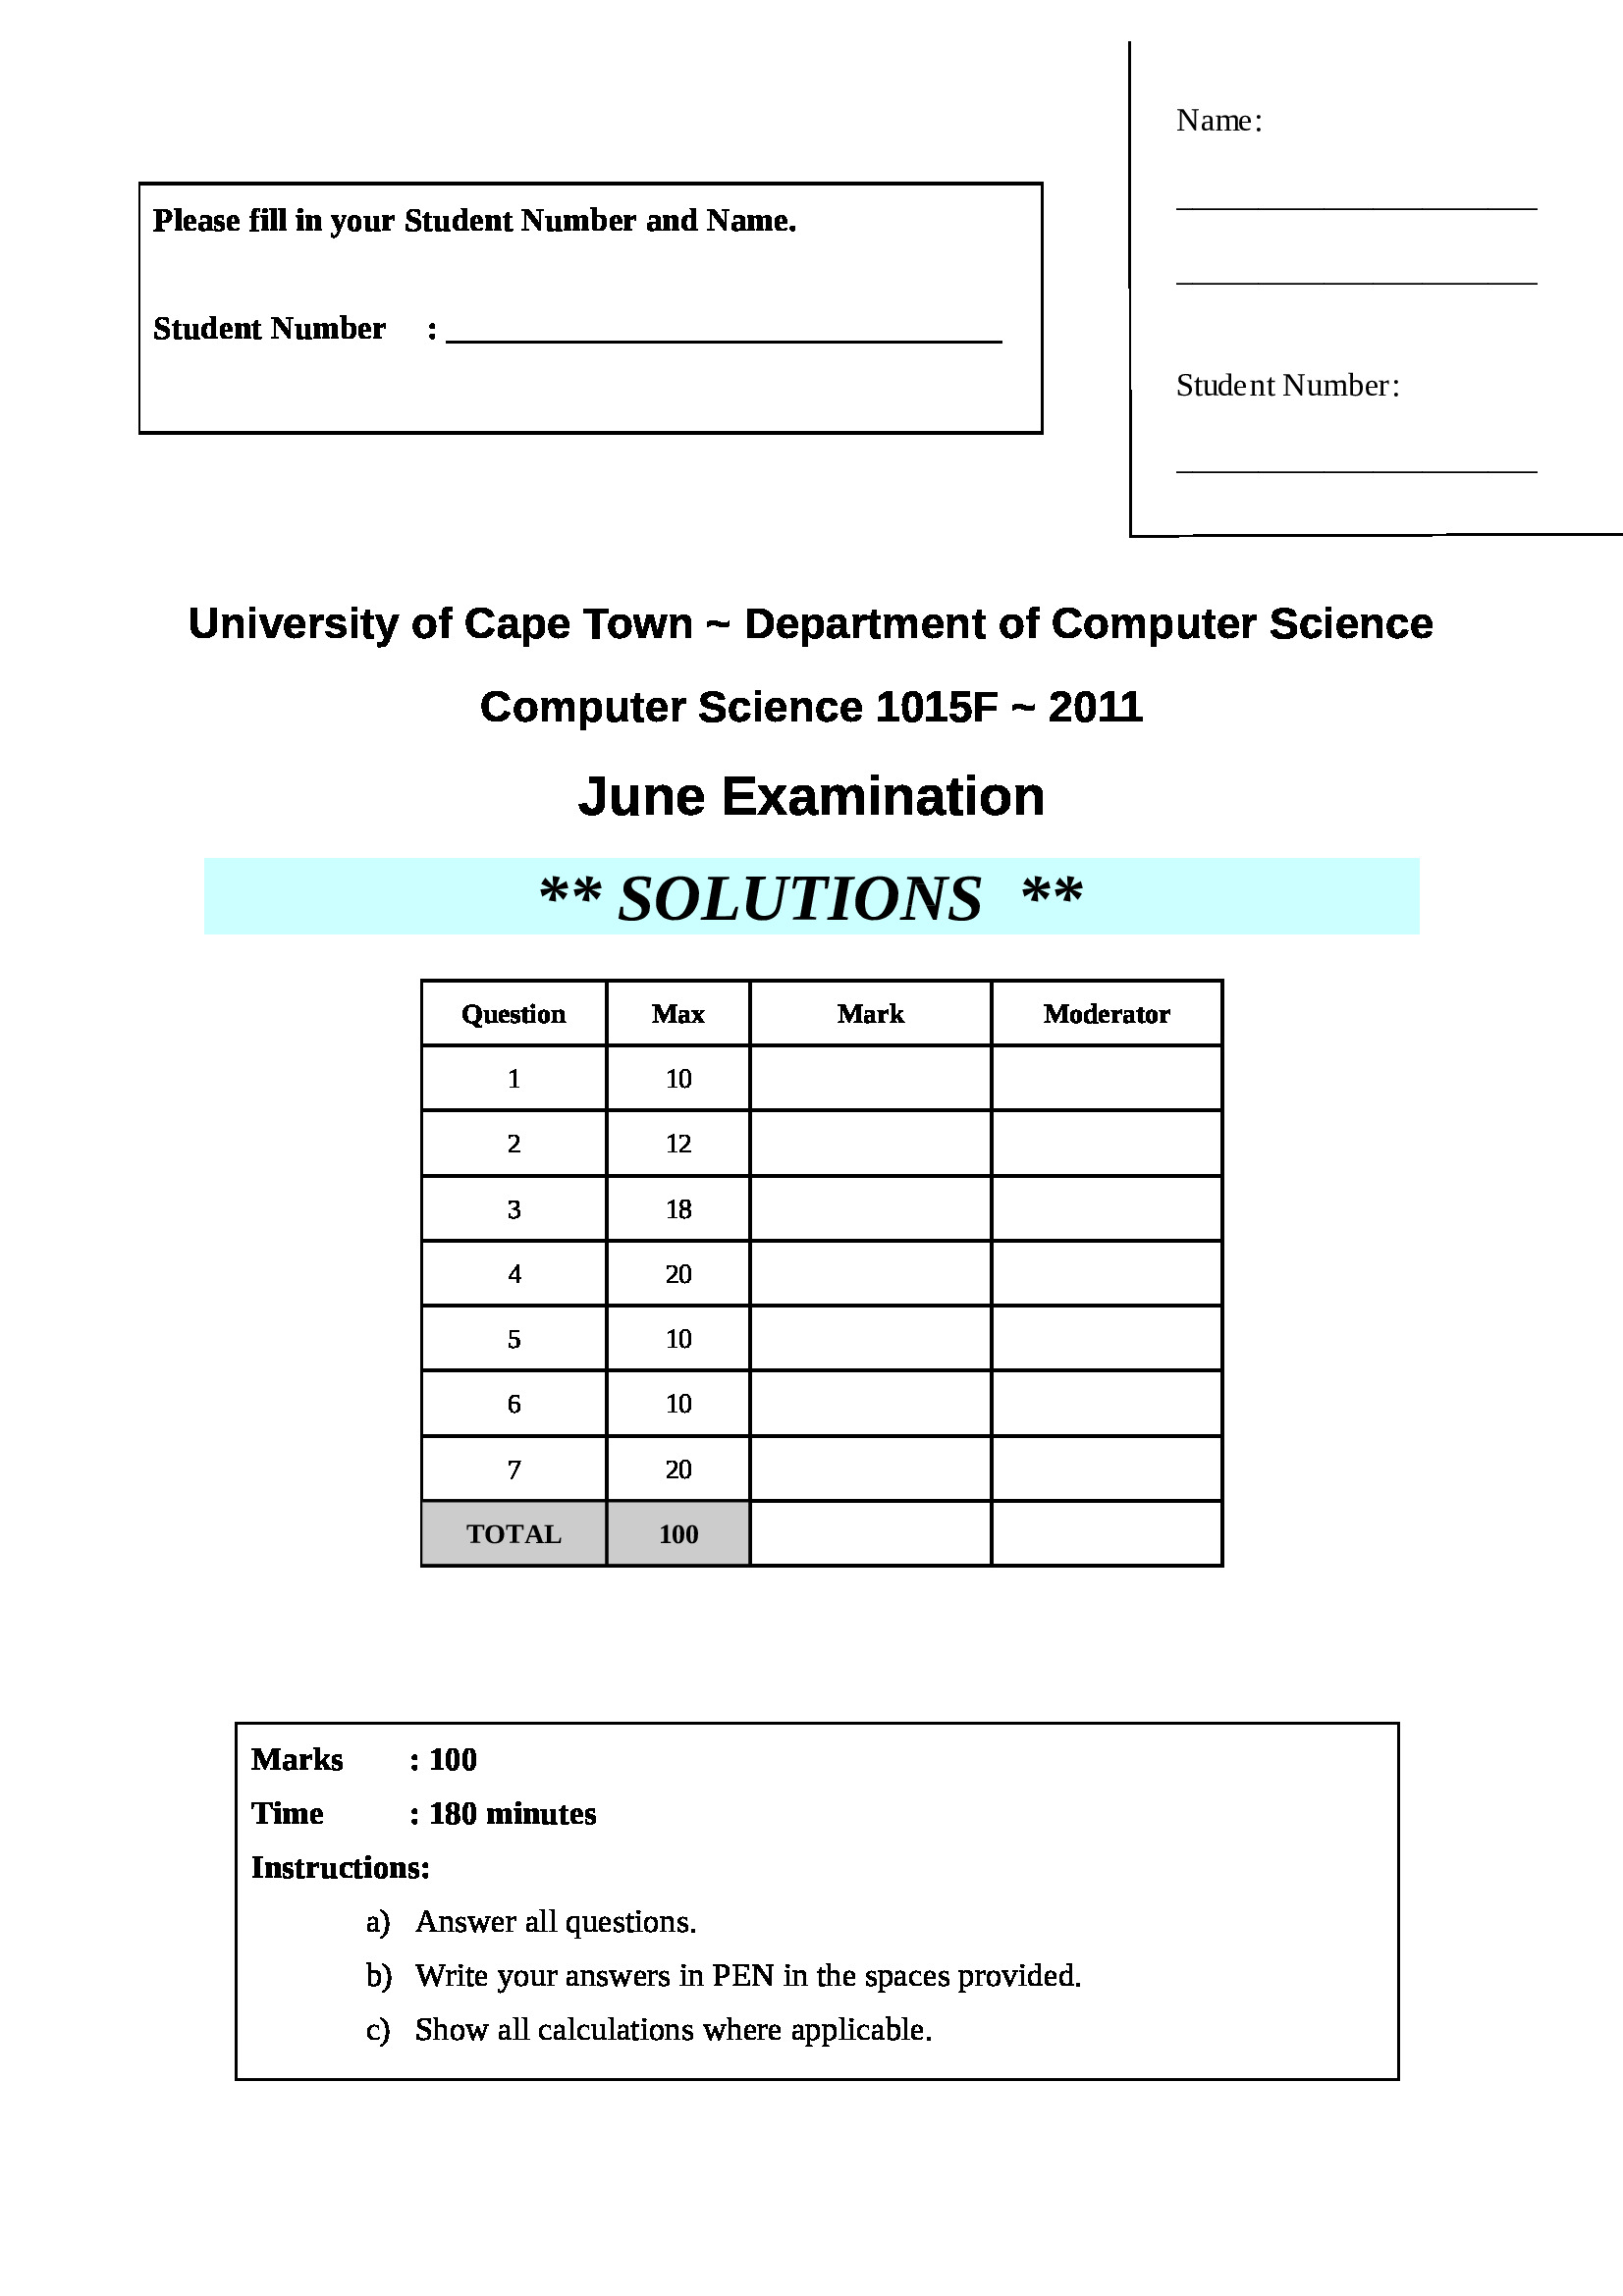 Name:
______________________
______________________
Student Number:
______________________
Please fill in your Student Number and Name.
Student Number : ______________________
University of Cape Town ~ Department of Computer Science
Computer Science 1015F ~ 2011
June Examination
** SOLUTIONS **
Question Max Mark Moderator
1 10
2 12
3 18
4 20
5 10
6 10
7 20
TOTAL 100
Marks : 100
Time : 180 minutes
Instructions:
a) Answer all questions.
b) Write your answers in PEN in the spaces provided.
c) Show all calculations where applicable.